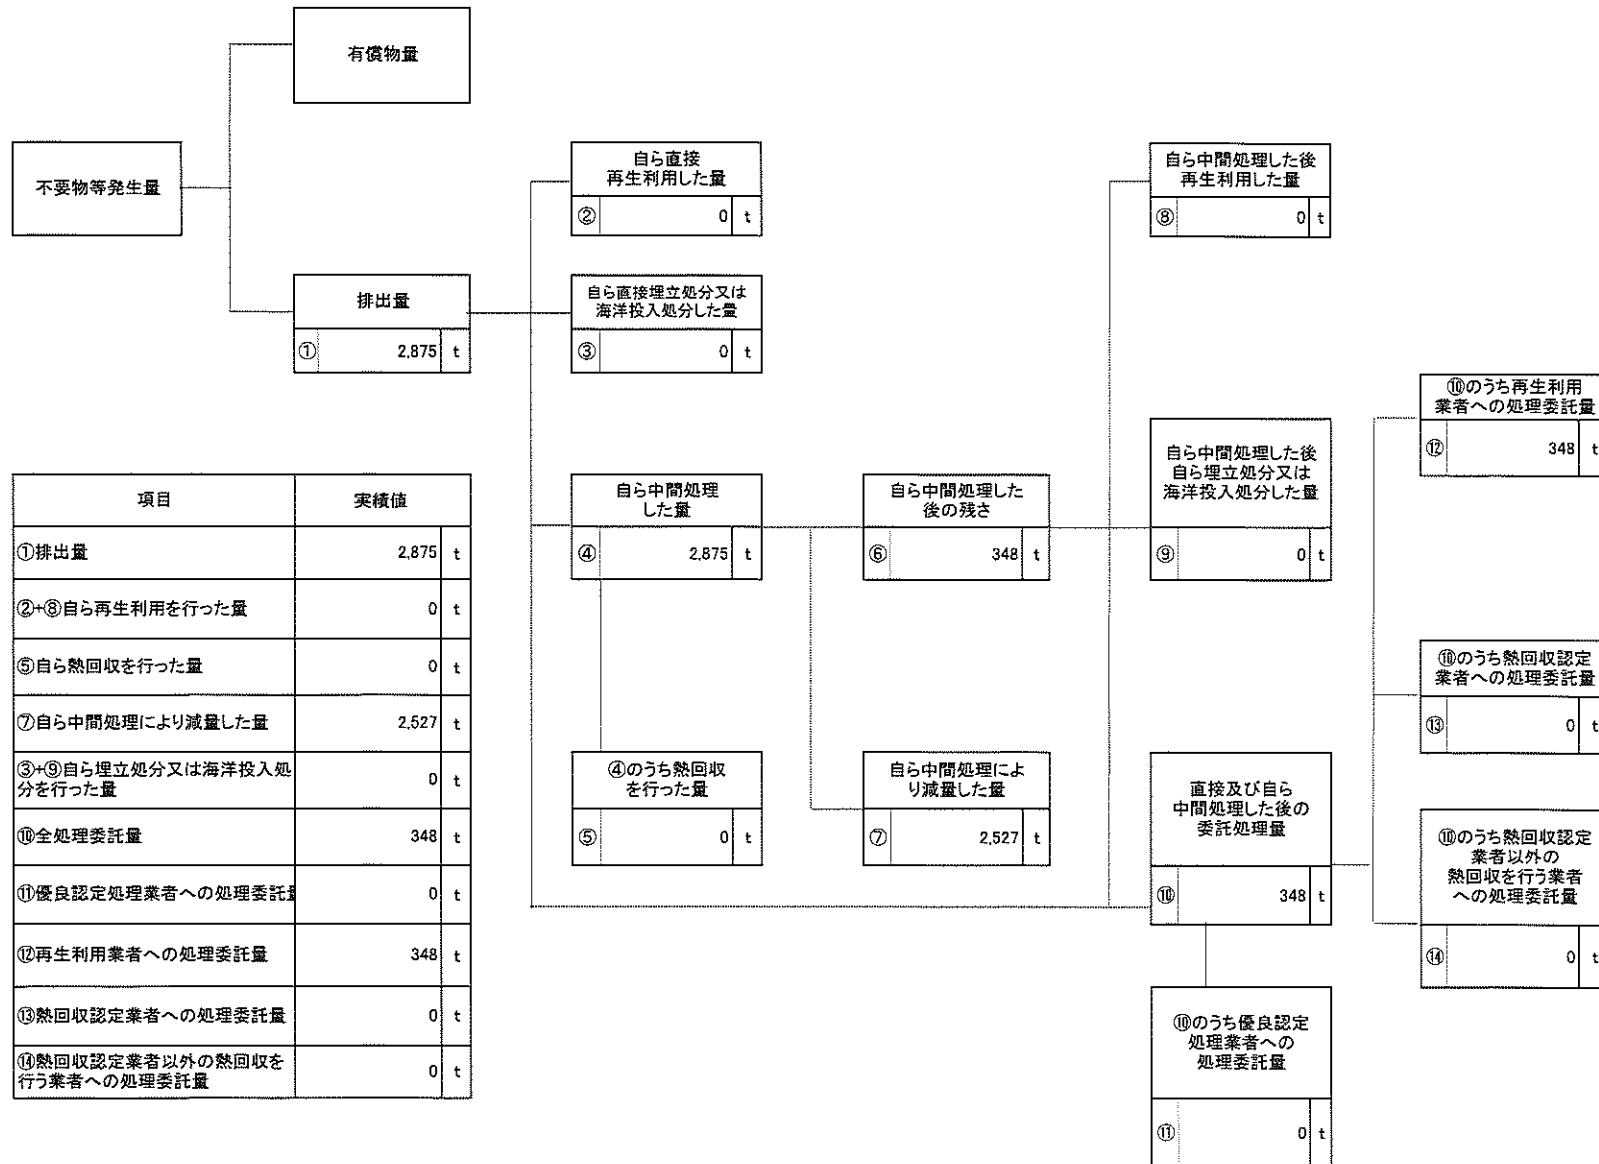 有償物量
不要物等発生量
排出量
① 2,875 t
自ら直接
再生利用した量
② 0 t
自ら直接埋立処分又は
海洋投入処分した量
③ 0 t
自ら中間処理
した量
④ 2,875 t
④のうち熱回収
を行った量
⑤ 0 t
自ら中間処理した
後の残さ
⑥ 348 t
自ら中間処理によ
り減量した量
⑦ 2,527 t
自ら中間処理した後
再生利用した量
⑧ 0 t
自ら中間処理した後
自ら埋立処分又は
海洋投入処分した量
⑨ 0 t
直接及び自ら
中間処理した後の
委託処理量
⑩ 348 t
⑩のうち優良認定
処理業者への
処理委託量
⑪ 0 t
⑩のうち再生利用
業者への処理委託量
⑫ 348 t
⑩のうち熱回収認定
業者への処理委託量
⑬ 0 t
⑩のうち熱回収認定
業者以外の
熱回収を行う業者
への処理委託量
⑭ 0 t
項目 実績値
①排出量 2,875 t
②+⑧自ら再生利用を行った量 0 t
⑤自ら熱回収を行った量 0 t
⑦自ら中間処理により減量した量 2,527 t
③+⑨自ら埋立処分又は海洋投入処
分を行った量 0 t
⑩全処理委託量 348 t
⑪優良認定処理業者への処理委託量 0 t
⑫再生利用業者への処理委託量 348 t
⑬熱回収認定業者への処理委託量 0 t
⑭熱回収認定業者以外の熱回収を
行う業者への処理委託量 0 t